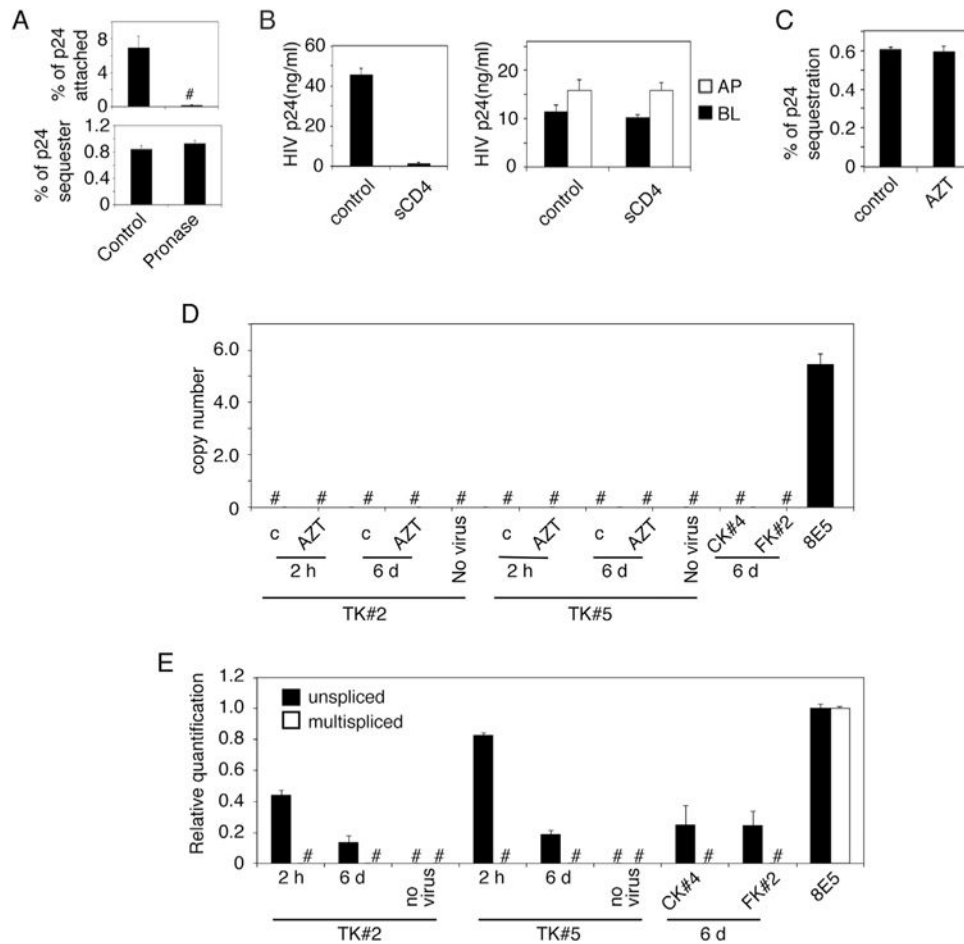 A
% of p24
attached
8
4
0
#
% of p24
sequester
1.2
0.8
0.4
0
Control
Pronase
B
HIV p24(ng/ml)
60
40
20
0
control
sCD4
HIV p24(ng/ml)
20
10
0
control
sCD4
AP
BL
C
% of p24
sequestration
0.6
0.4
0.2
0
control
AZT
D
copy number
6.0
4.0
2.0
0
# # # # # # # # # # # #
c AZT c AZT No virus c AZT c AZT No virus CK#4 FK#2 8E5
2 h 6 d 2 h 6 d 6 d
TK#2 TK#5
E
Relative quantification
1.2
1.0
0.8
0.6
0.4
0.2
0
unspliced
multispliced
# # # # # # # # # #
2 h 6 d no virus 2 h 6 d no virus CK#4 FK#2 8E5
TK#2 TK#5 6 d